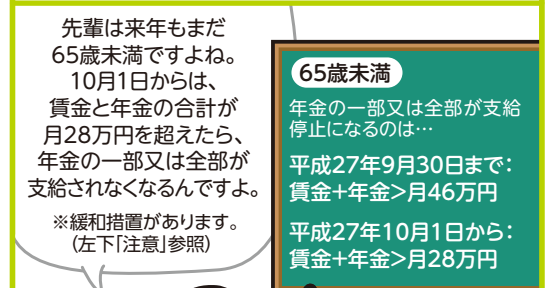 先輩は来年もまだ
65歳未満ですよね。
10月1日からは、
賃金と年金の合計が
月28万円を超えたら、
年金の一部又は全部が
支給されなくなるんですよ。
※緩和措置があります。
(左下「注意」参照)
65歳未満
年金の一部又は全部が支給
停止になるのは…
平成27年9月30日まで:
賃金+年金>月46万円
平成27年10月1日から:
賃金+年金>月28万円